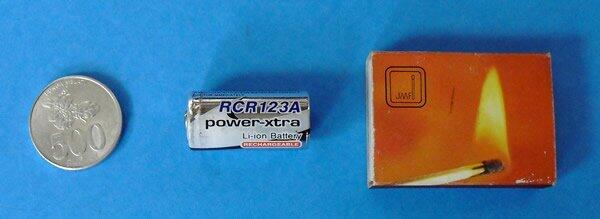 500
RCR123A
power-xtra
Li-ion Battery
RECHARGEABLE